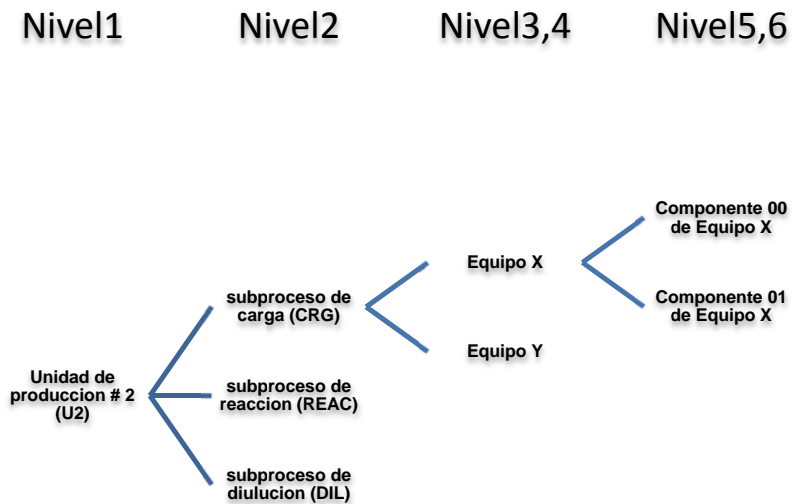 Nivel1
Nivel2
Nivel3,4
Nivel5,6
Unidad de
produccion # 2
(U2)
subproceso de
carga (CRG)
subproceso de
reaccion (REAC)
subproceso de
diulucion (DIL)
Equipo X
Equipo Y
Componente 00
de Equipo X
Componente 01
de Equipo X